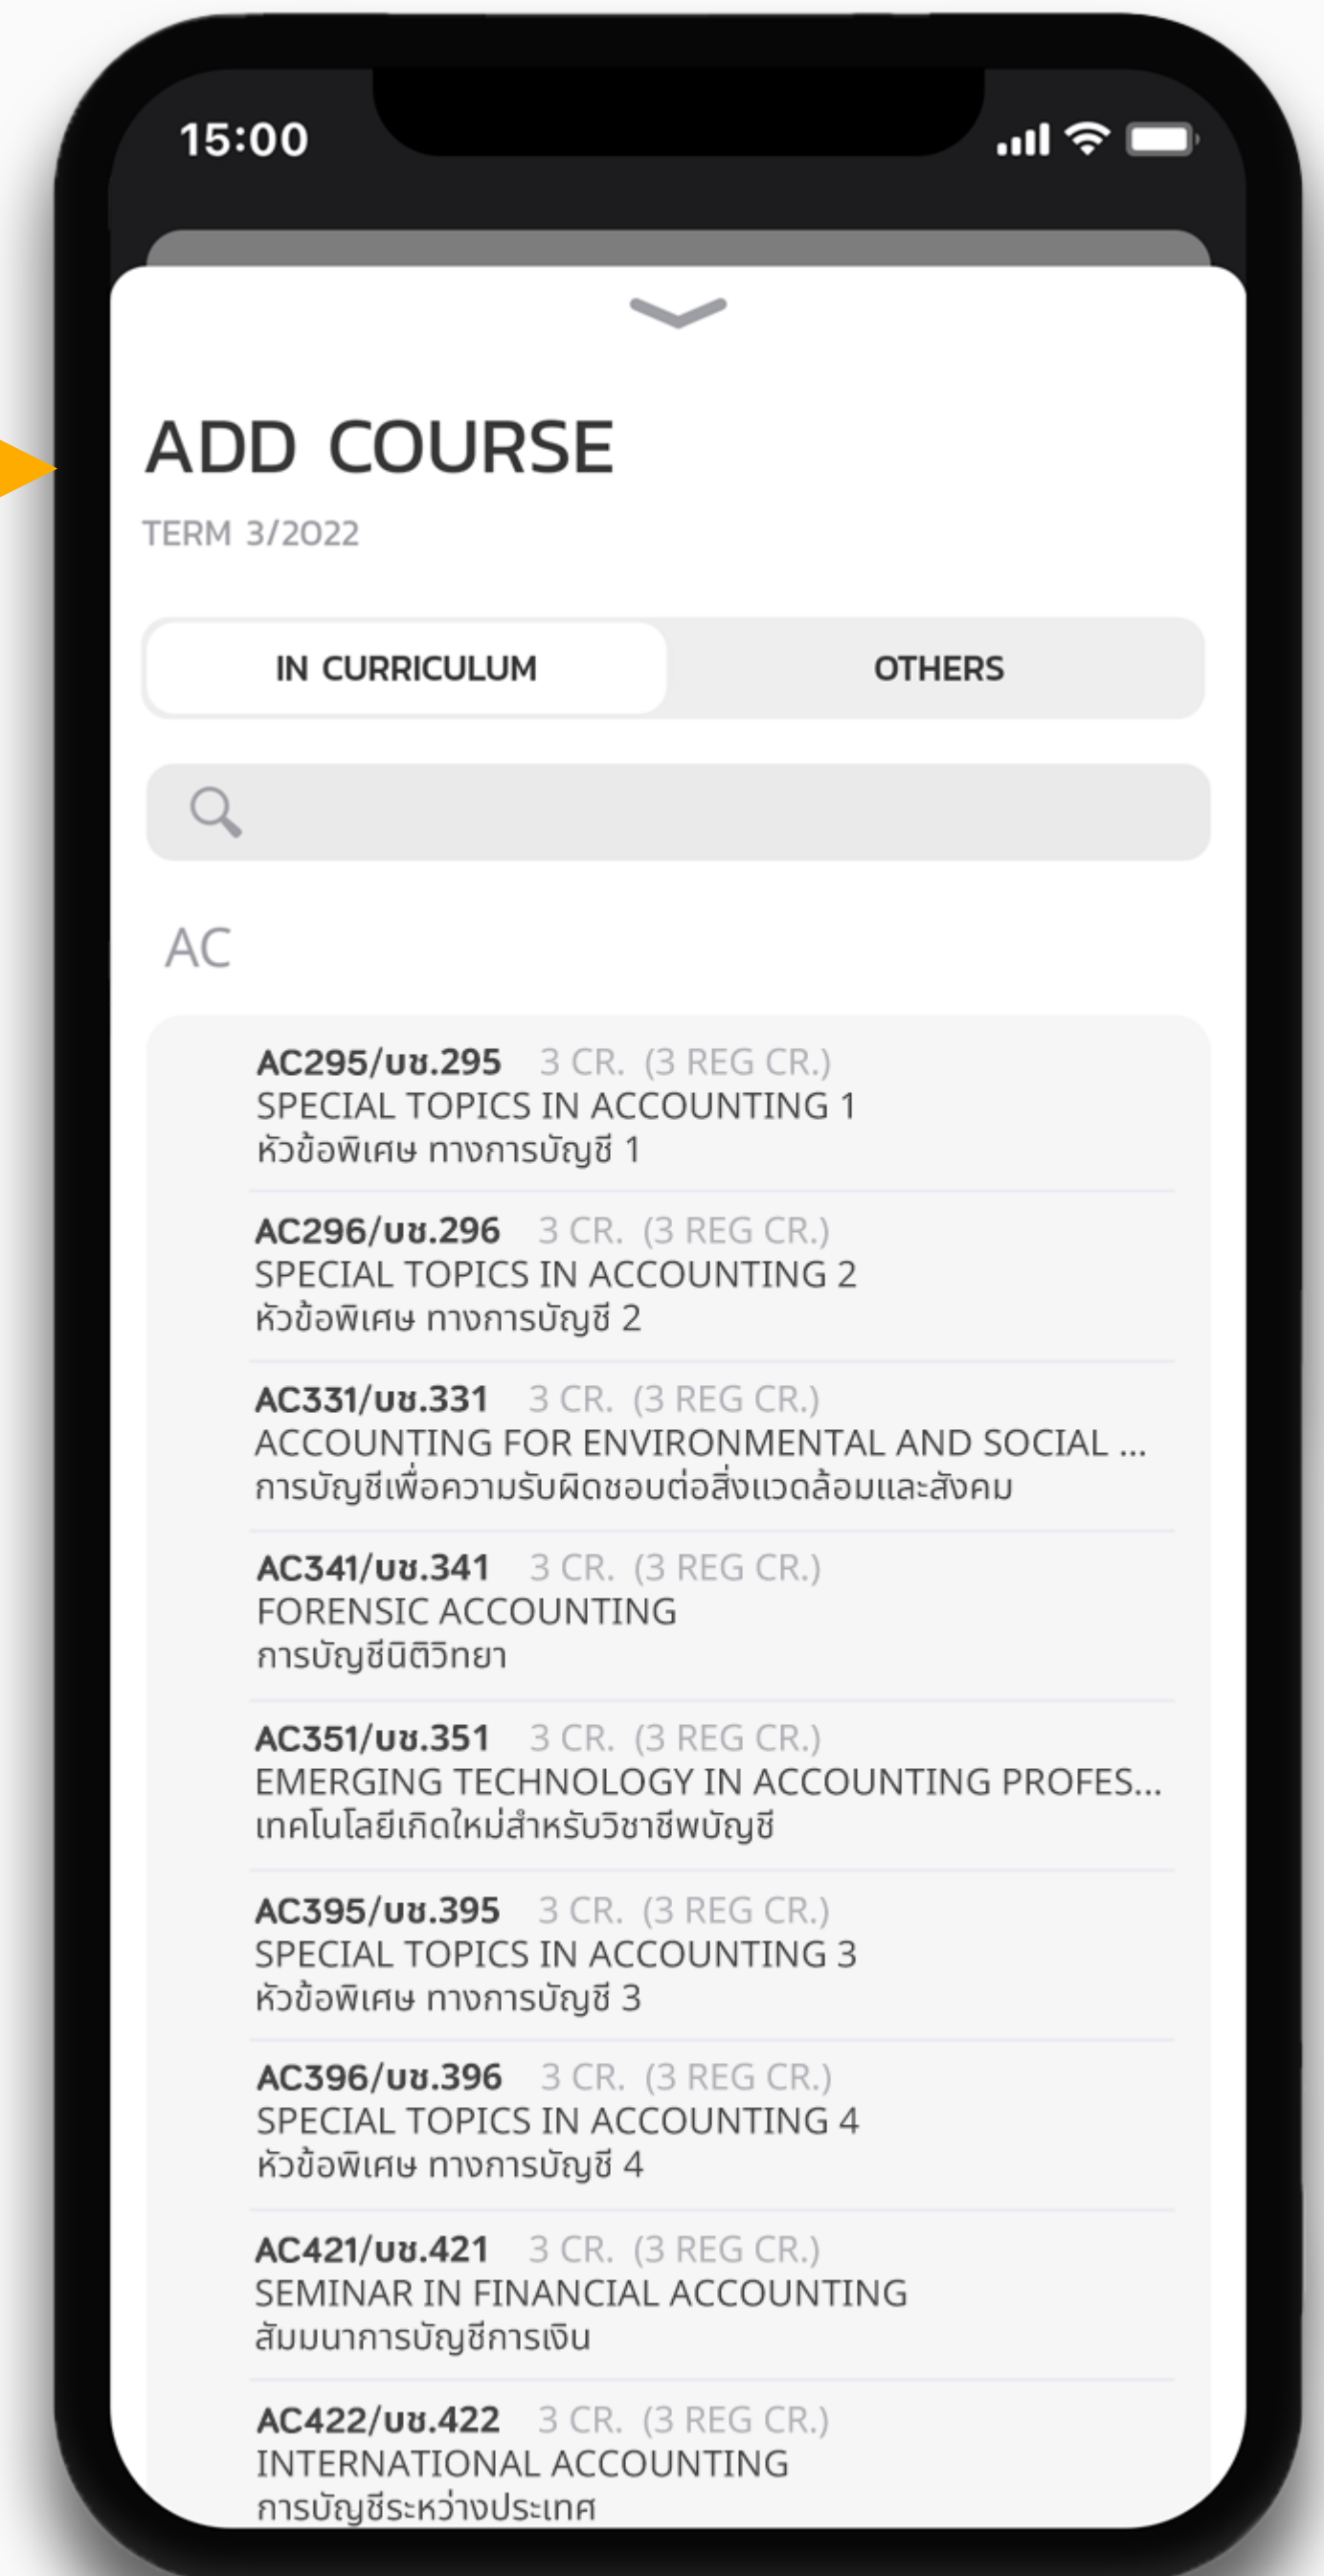 15:00
ADD COURSE
TERM 3/2022
IN CURRICULUM
OTHERS
AC
AC295/บช.295 3 CR. (3 REG CR.)
SPECIAL TOPICS IN ACCOUNTING 1
หัวข้อพิเศษ ทางการบัญชี 1
AC296/บช.296 3 CR. (3 REG CR.)
SPECIAL TOPICS IN ACCOUNTING 2
หัวข้อพิเศษ ทางการบัญชี 2
AC331/บช.331 3 CR. (3 REG CR.)
ACCOUNTING FOR ENVIRONMENTAL AND SOCIAL ...
การบัญชีเพื่อความรับผิดชอบต่อสิ่งแวดล้อมและสังคม
AC341/บช.341 3 CR. (3 REG CR.)
FORENSIC ACCOUNTING
การบัญชีนิติวิทยา
AC351/บช.351 3 CR. (3 REG CR.)
EMERGING TECHNOLOGY IN ACCOUNTING PROFES...
เทคโนโลยีเกิดใหม่สำหรับวิชาชีพบัญชี
AC395/บช.395 3 CR. (3 REG CR.)
SPECIAL TOPICS IN ACCOUNTING 3
หัวข้อพิเศษ ทางการบัญชี 3
AC396/บช.396 3 CR. (3 REG CR.)
SPECIAL TOPICS IN ACCOUNTING 4
หัวข้อพิเศษ ทางการบัญชี 4
AC421/บช.421 3 CR. (3 REG CR.)
SEMINAR IN FINANCIAL ACCOUNTING
สัมมนาการบัญชีการเงิน
AC422/บช.422 3 CR. (3 REG CR.)
INTERNATIONAL ACCOUNTING
การบัญชีระหว่างประเทศ